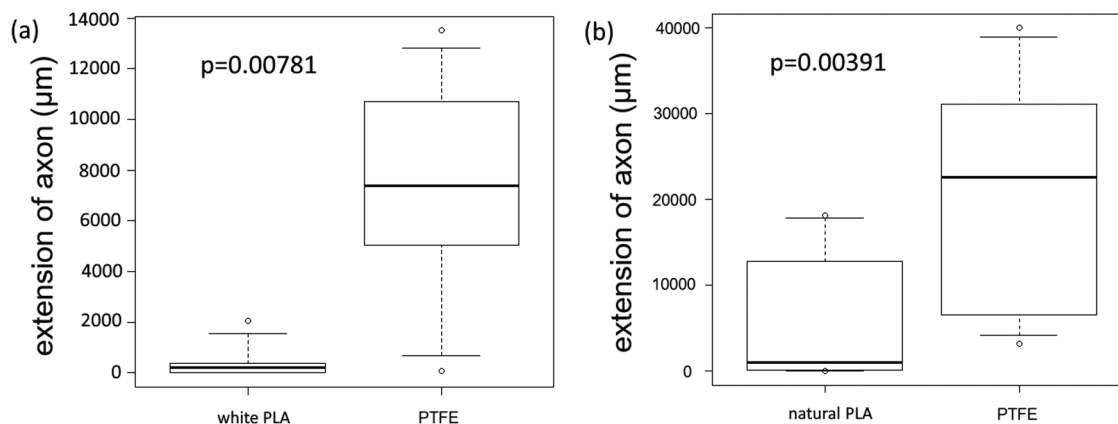 (a)
extension of axon (μm)
14000
12000
10000
8000
6000
4000
2000
0
p=0.00781
white PLA
PTFE
(b)
extension of axon (μm)
40000
30000
20000
10000
0
p=0.00391
natural PLA
PTFE